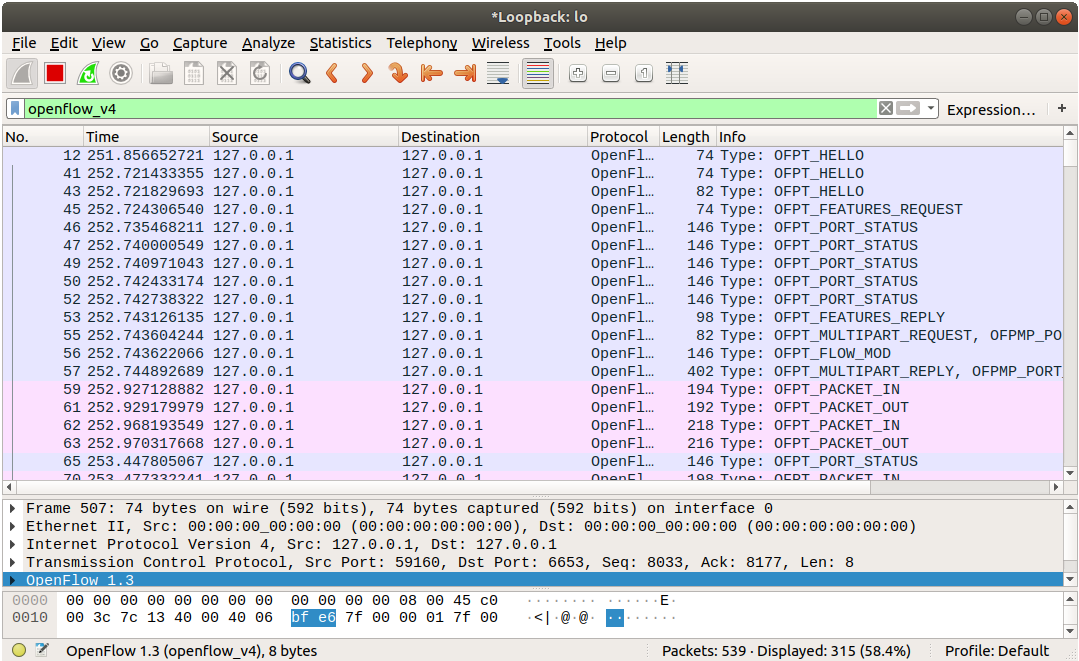 *Loopback: lo
File Edit View Go Capture Analyze Statistics Telephony Wireless Tools Help
openflow_v4 Expression… +
No. Time Source Destination Protocol Length Info
12 251.856652721 127.0.0.1 127.0.0.1 OpenFl… 74 Type: OFPT_HELLO
41 252.721433355 127.0.0.1 127.0.0.1 OpenFl… 74 Type: OFPT_HELLO
43 252.721829693 127.0.0.1 127.0.0.1 OpenFl… 82 Type: OFPT_HELLO
45 252.724306540 127.0.0.1 127.0.0.1 OpenFl… 74 Type: OFPT_FEATURES_REQUEST
46 252.735468211 127.0.0.1 127.0.0.1 OpenFl… 146 Type: OFPT_PORT_STATUS
47 252.740000549 127.0.0.1 127.0.0.1 OpenFl… 146 Type: OFPT_PORT_STATUS
49 252.740971043 127.0.0.1 127.0.0.1 OpenFl… 146 Type: OFPT_PORT_STATUS
50 252.742433174 127.0.0.1 127.0.0.1 OpenFl… 146 Type: OFPT_PORT_STATUS
52 252.742738322 127.0.0.1 127.0.0.1 OpenFl… 146 Type: OFPT_PORT_STATUS
53 252.743126135 127.0.0.1 127.0.0.1 OpenFl… 98 Type: OFPT_FEATURES_REPLY
55 252.743604244 127.0.0.1 127.0.0.1 OpenFl… 82 Type: OFPT_MULTIPART_REQUEST, OFPMP_PO
56 252.743622066 127.0.0.1 127.0.0.1 OpenFl… 146 Type: OFPT_FLOW_MOD
57 252.744892689 127.0.0.1 127.0.0.1 OpenFl… 402 Type: OFPT_MULTIPART_REPLY, OFPMP_PORT_
59 252.927128882 127.0.0.1 127.0.0.1 OpenFl… 194 Type: OFPT_PACKET_IN
61 252.929179979 127.0.0.1 127.0.0.1 OpenFl… 192 Type: OFPT_PACKET_OUT
62 252.968193549 127.0.0.1 127.0.0.1 OpenFl… 218 Type: OFPT_PACKET_IN
63 252.970317668 127.0.0.1 127.0.0.1 OpenFl… 216 Type: OFPT_PACKET_OUT
65 253.447805067 127.0.0.1 127.0.0.1 OpenFl… 146 Type: OFPT_PORT_STATUS
70 253.477332241 127.0.0.1 127.0.0.1 OpenFl… 198 Type: OFPT_PACKET_IN
Frame 507: 74 bytes on wire (592 bits), 74 bytes captured (592 bits) on interface 0
Ethernet II, Src: 00:00:00_00:00:00 (00:00:00:00:00:00), Dst: 00:00:00_00:00:00 (00:00:00:00:00:00)
Internet Protocol Version 4, Src: 127.0.0.1, Dst: 127.0.0.1
Transmission Control Protocol, Src Port: 59160, Dst Port: 6653, Seq: 8033, Ack: 8177, Len: 8
OpenFlow 1.3
0000 00 00 00 00 00 00 00 00 00 00 00 00 08 00 45 c0 ········ ······E·
0010 00 3c 7c 13 40 00 40 06 bf e6 7f 00 00 01 7f 00 ·<|·@·@· ········
OpenFlow 1.3 (openflow_v4), 8 bytes Packets: 539 · Displayed: 315 (58.4%) Profile: Default